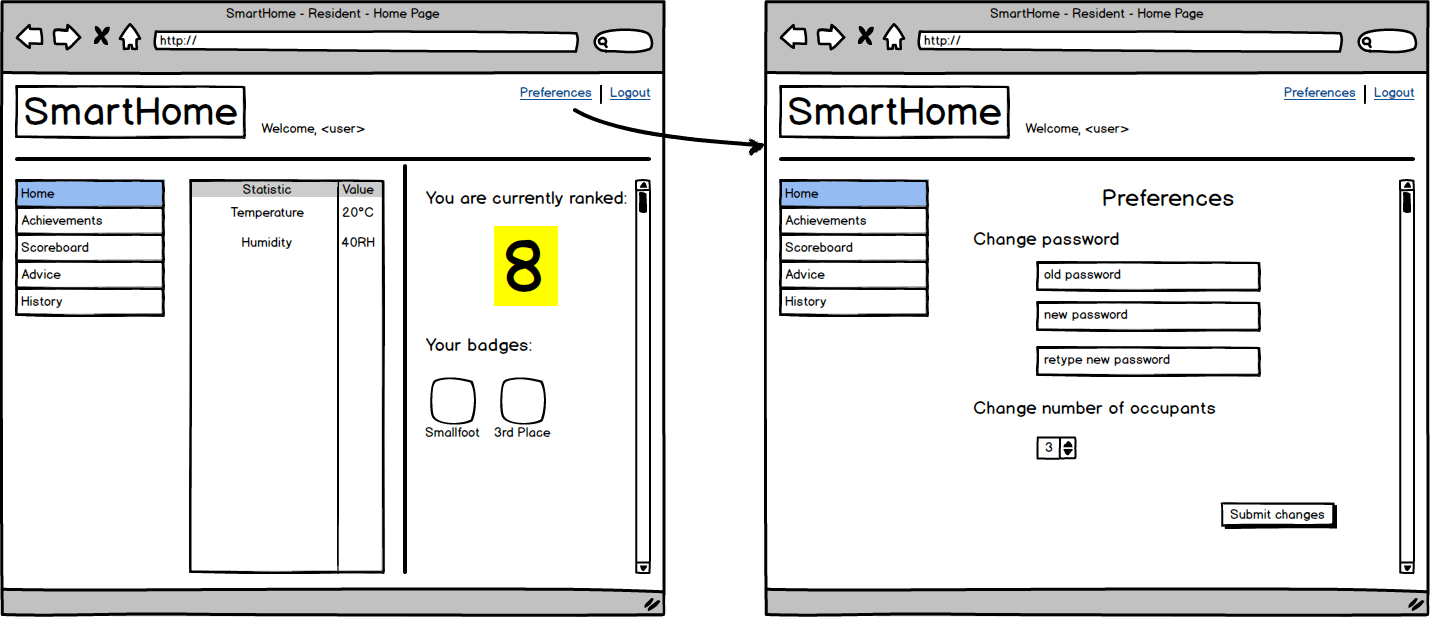 SmartHome - Resident - Home Page
http://
SmartHome
Welcome, <user>
Preferences
Logout
Home
Achievements
Scoreboard
Advice
History
Statistic Value
Temperature 20°C
Humidity 40RH
You are currently ranked:
8
Your badges:
Smallfoot 3rd Place
SmartHome - Resident - Home Page
http://
SmartHome
Welcome, <user>
Preferences
Logout
Home
Achievements
Scoreboard
Advice
History
Preferences
Change password
old password
new password
retype new password
Change number of occupants
3
Submit changes